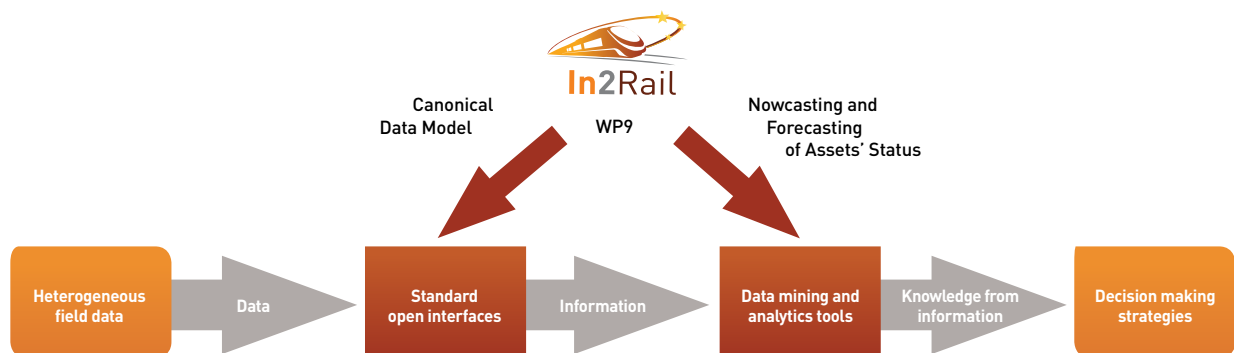 In2Rail
Canonical
Data Model
WP9
Nowcasting and
Forecasting
of Assets' Status
Heterogeneous
field data
Data
Standard
open interfaces
Information
Data mining and
analytics tools
Knowledge from
information
Decision making
strategies